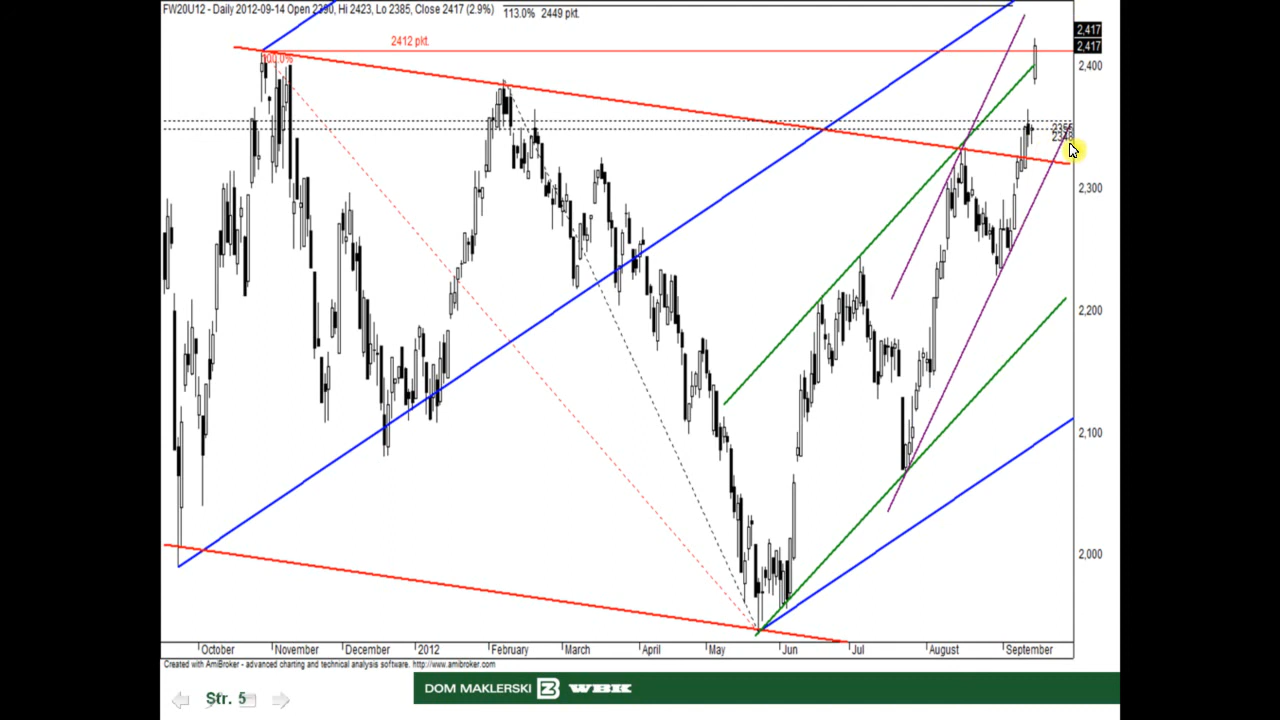 FW20U12 - Daily 2012-09-14 Open 2390, Hi 2423, Lo 2385, Close 2417 (2.9%)
113.0% 2449 pkt.
2412 pkt.
100.0%
2,417
2,417
2,400
2,300
2,200
2,100
2,000
2348
October November December 2012 February March April May Jun Jul August September
Created with AmiBroker - advanced charting and technical analysis software. http://www.amibroker.com
Str. 5
DOM MAKLERSKI WBK